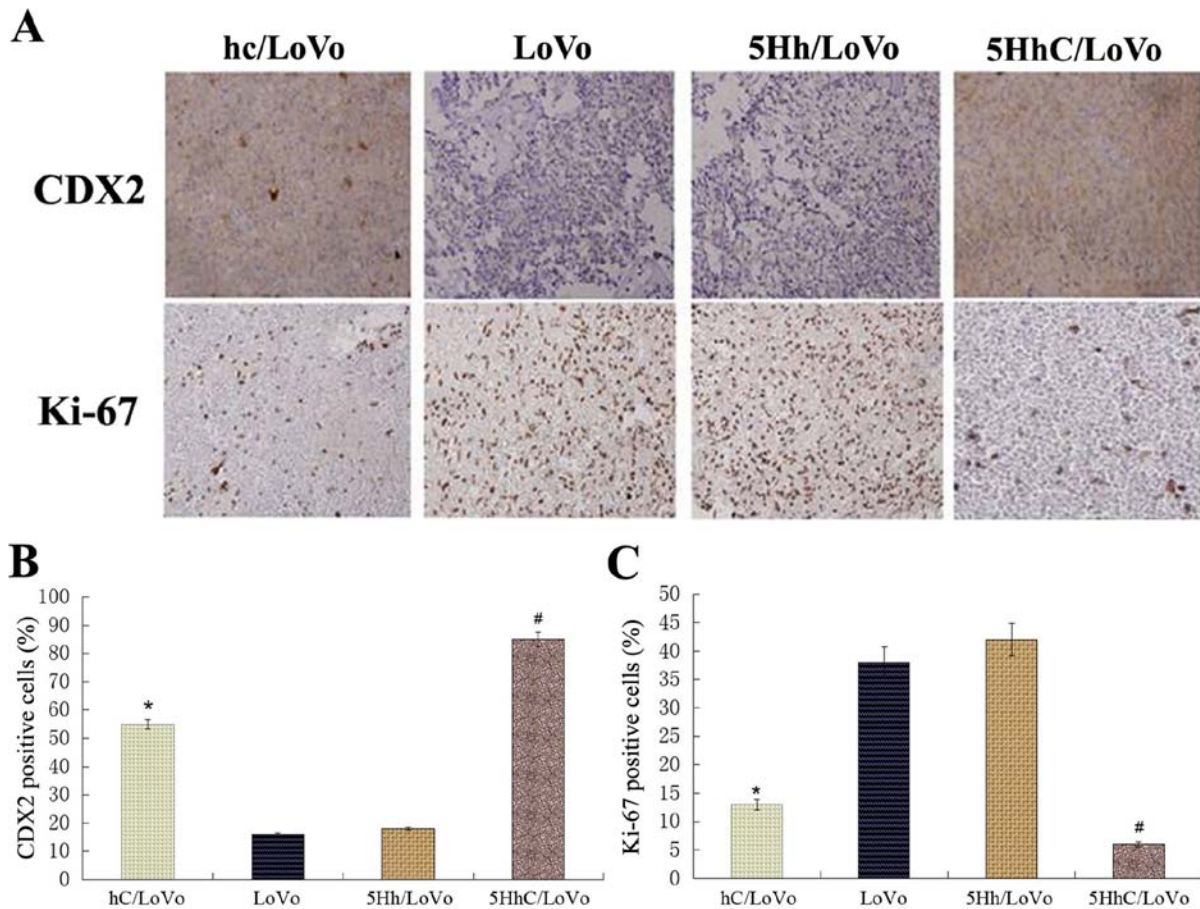 A
hc/LoVo LoVo 5Hh/LoVo 5HhC/LoVo
CDX2
Ki-67
B
CDX2 positive cells (%)
100
90
80
70
60
50
40
30
20
10
0
*
#
hC/LoVo LoVo 5Hh/LoVo 5HhC/LoVo
C
Ki-67 positive cells (%)
50
45
40
35
30
25
20
15
10
5
0
*
#
hC/LoVo LoVo 5Hh/LoVo 5HhC/LoVo